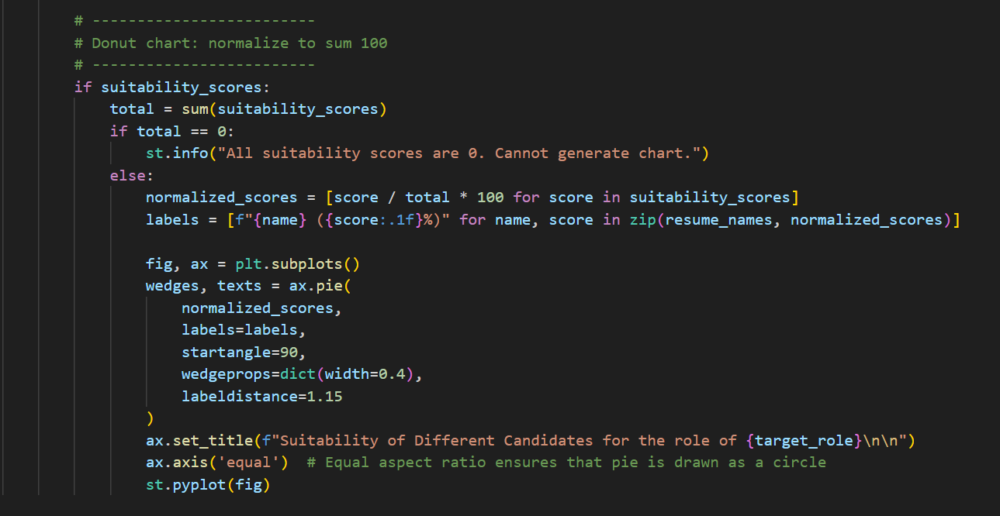 # -------------------------
# Donut chart: normalize to sum 100
# -------------------------
if suitability_scores:
    total = sum(suitability_scores)
    if total == 0:
        st.info("All suitability scores are 0. Cannot generate chart.")
    else:
        normalized_scores = [score / total * 100 for score in suitability_scores]
        labels = [f"{name} ({score:.1f}%)" for name, score in zip(resume_names, normalized_scores)]

        fig, ax = plt.subplots()
        wedges, texts = ax.pie(
            normalized_scores,
            labels=labels,
            startangle=90,
            wedgeprops=dict(width=0.4),
            labeldistance=1.15
        )
        ax.set_title(f"Suitability of Different Candidates for the role of {target_role}\n\n")
        ax.axis('equal')  # Equal aspect ratio ensures that pie is drawn as a circle
        st.pyplot(fig)